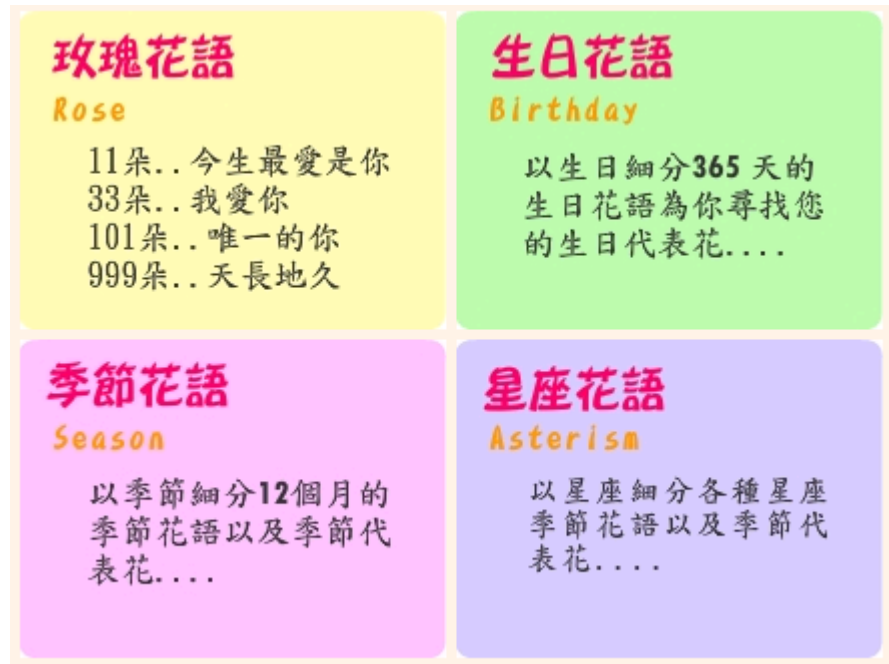 玫瑰花語
Rose
11朵..今生最愛是你
33朵..我愛你
101朵..唯一的你
999朵..天長地久
生日花語
Birthday
以生日細分365 天的
生日花語為你尋找您
的生日代表花....
季節花語
Season
以季節細分12個月的
季節花語以及季節代
表花....
星座花語
Asterism
以星座細分各種星座
季節花語以及季節代
表花....